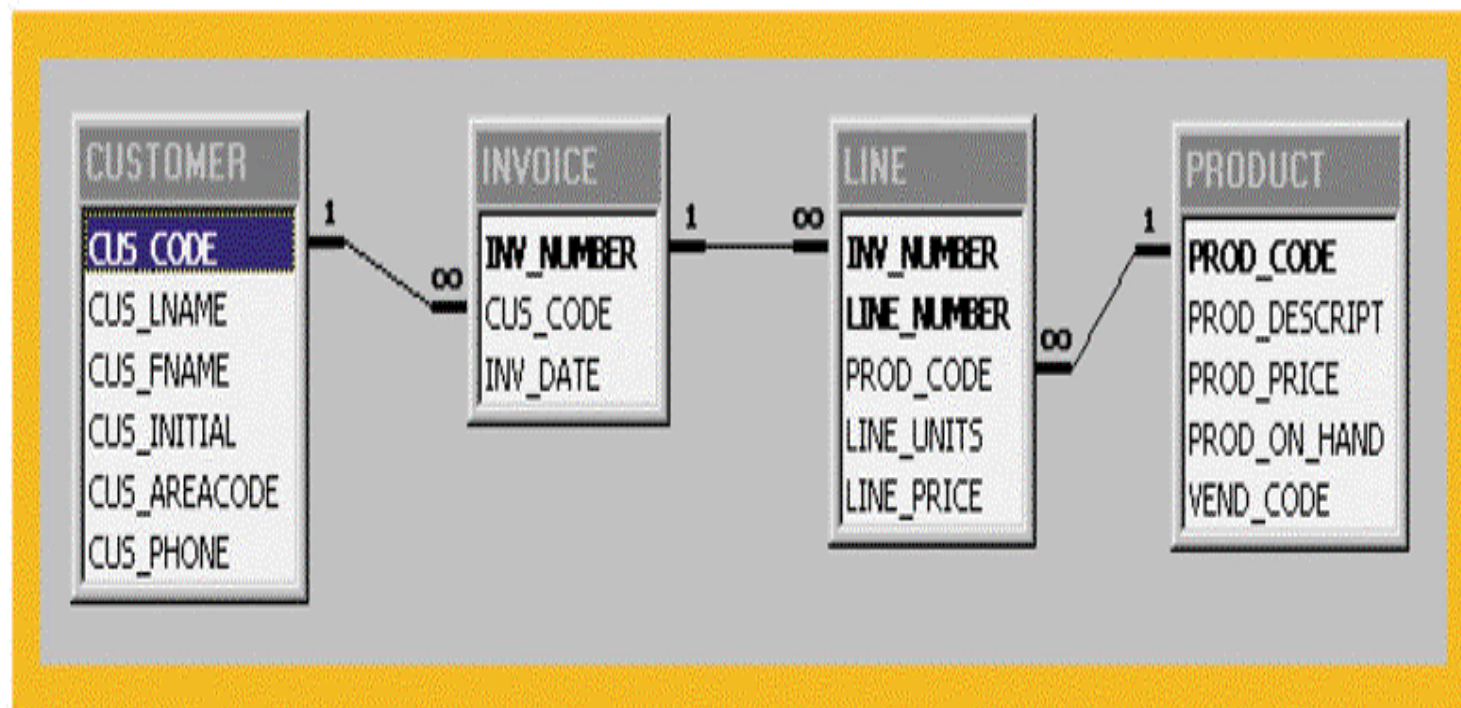 CUSTOMER
CUS_CODE
CUS_LNAME
CUS_FNAME
CUS_INITIAL
CUS_AREACODE
CUS_PHONE
1
∞
INVOICE
INV_NUMBER
CUS_CODE
INV_DATE
1
∞
LINE
INV_NUMBER
LINE_NUMBER
PROD_CODE
LINE_UNITS
LINE_PRICE
∞
1
PRODUCT
PROD_CODE
PROD_DESCRIPT
PROD_PRICE
PROD_ON_HAND
VEND_CODE